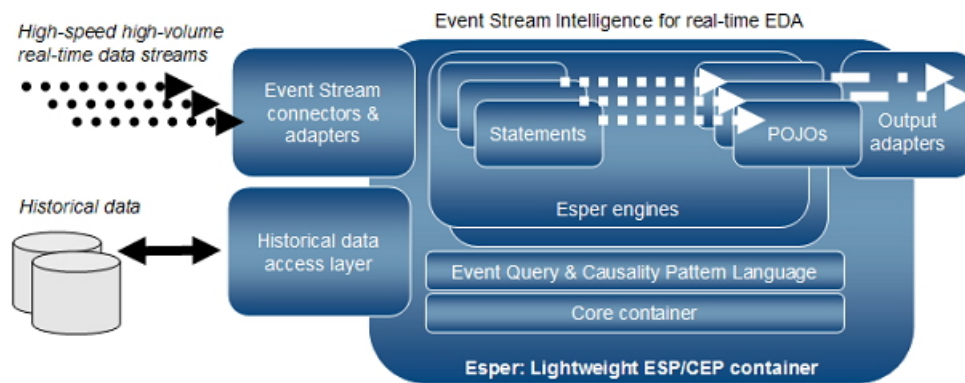 Event Stream Intelligence for real-time EDA
High-speed high-volume
real-time data streams
Event Stream
connectors &
adapters
Statements
POJOs
Output
adapters
Esper engines
Historical data
Historical data
access layer
Event Query & Causality Pattern Language
Core container
Esper: Lightweight ESP/CEP container